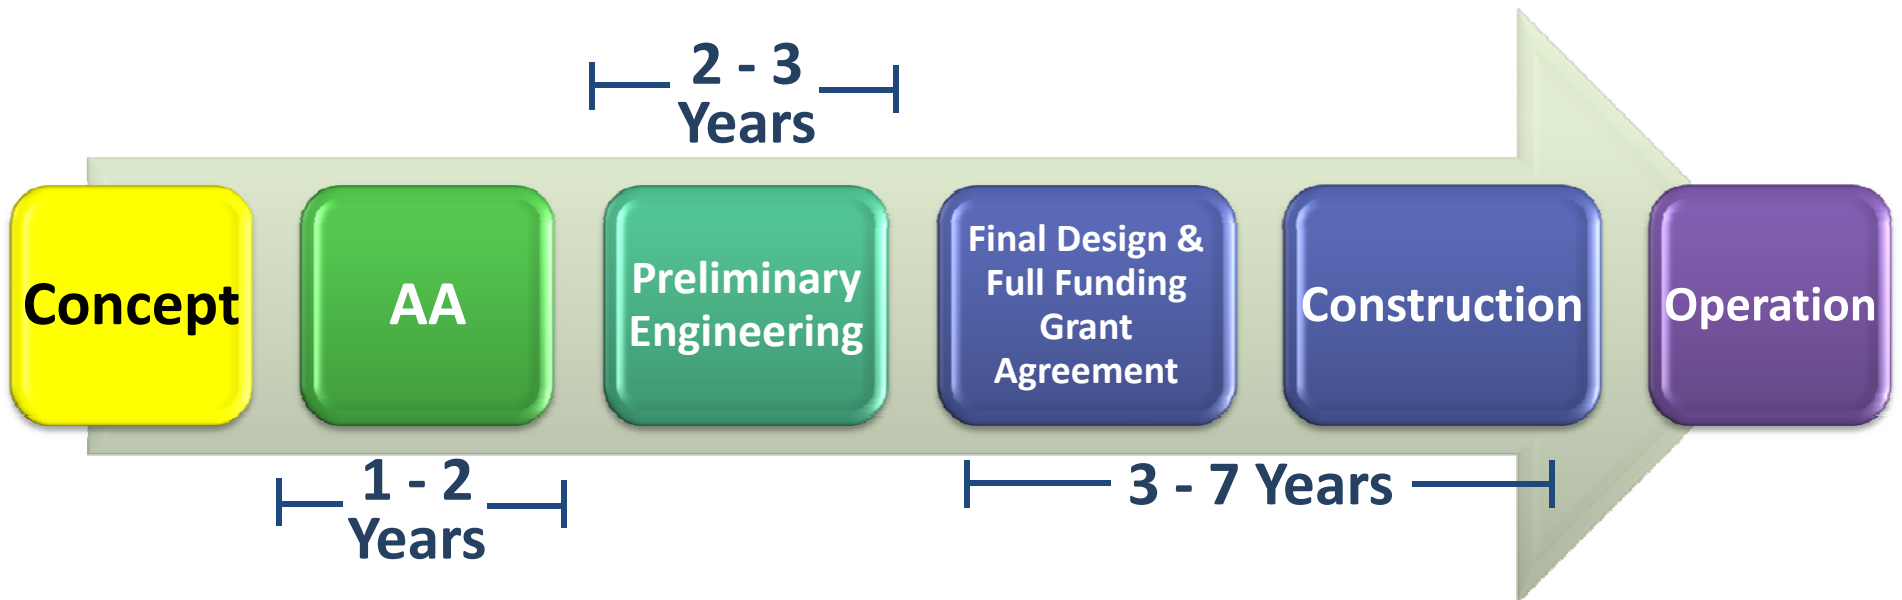 2 - 3
Years
Concept
AA
Preliminary
Engineering
Final Design &
Full Funding
Grant
Agreement
Construction
Operation
1 - 2
Years
3 - 7 Years